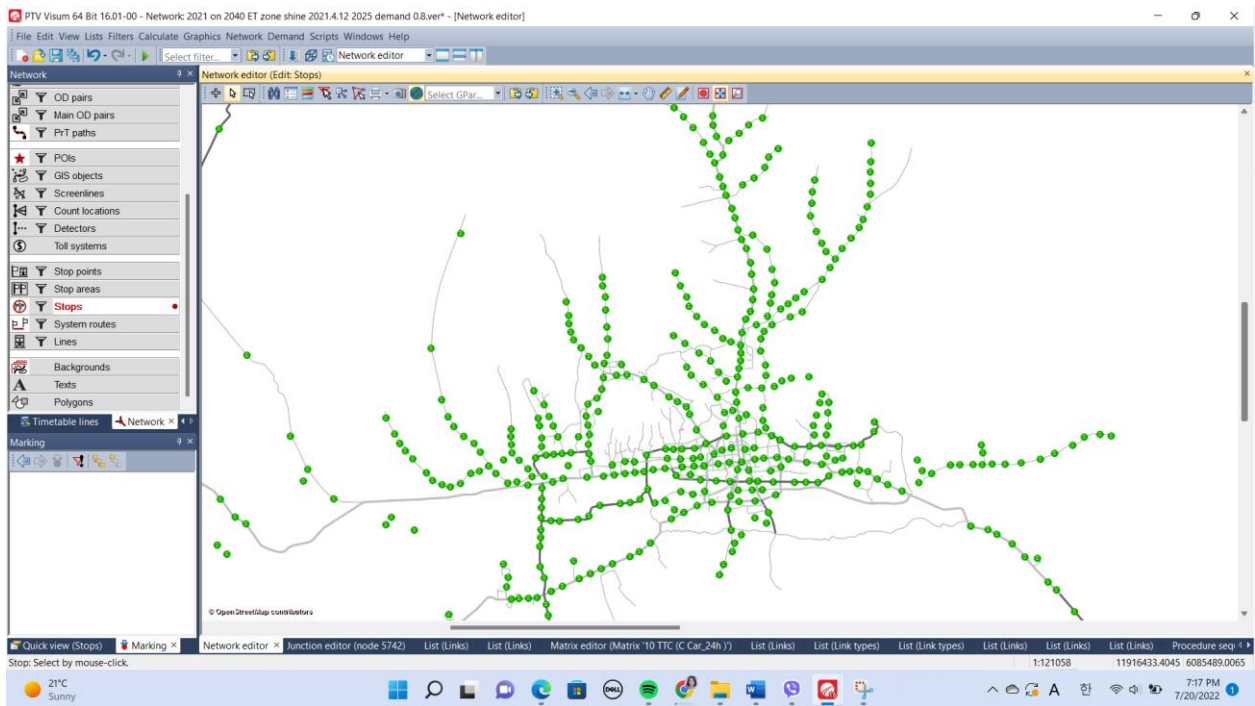 PTV Visum 64 Bit 16.01-00 - Network: 2021 on 2040 ET zone shine 2021.4.12 2025 demand 0.8.ver* - [Network editor]
File Edit View Lists Filters Calculate Graphics Network Demand Scripts Windows Help
Select filter... Network editor
Network
Network editor (Edit: Stops)
Select GPar...
OD pairs
Main OD pairs
PrT paths
POIs
GIS objects
Screenlines
Count locations
Detectors
Toll systems
Stop points
Stop areas
Stops
System routes
Lines
Backgrounds
Texts
Polygons
Timetable lines Network
Marking
© OpenStreetMap contributors
Quick view (Stops) Marking Network editor Junction editor (node 5742) List (Links) List (Links) Matrix editor (Matrix '10 TTC (C Car_24h )') List (Links) List (Link types) List (Link types) List (Links) List (Links) List (Links) Procedure sequ
Stop: Select by mouse-click. 1:121058 11916433.4045 6085489.0065
21°C
Sunny
DELL
A 한
7:17 PM
7/20/2022
1